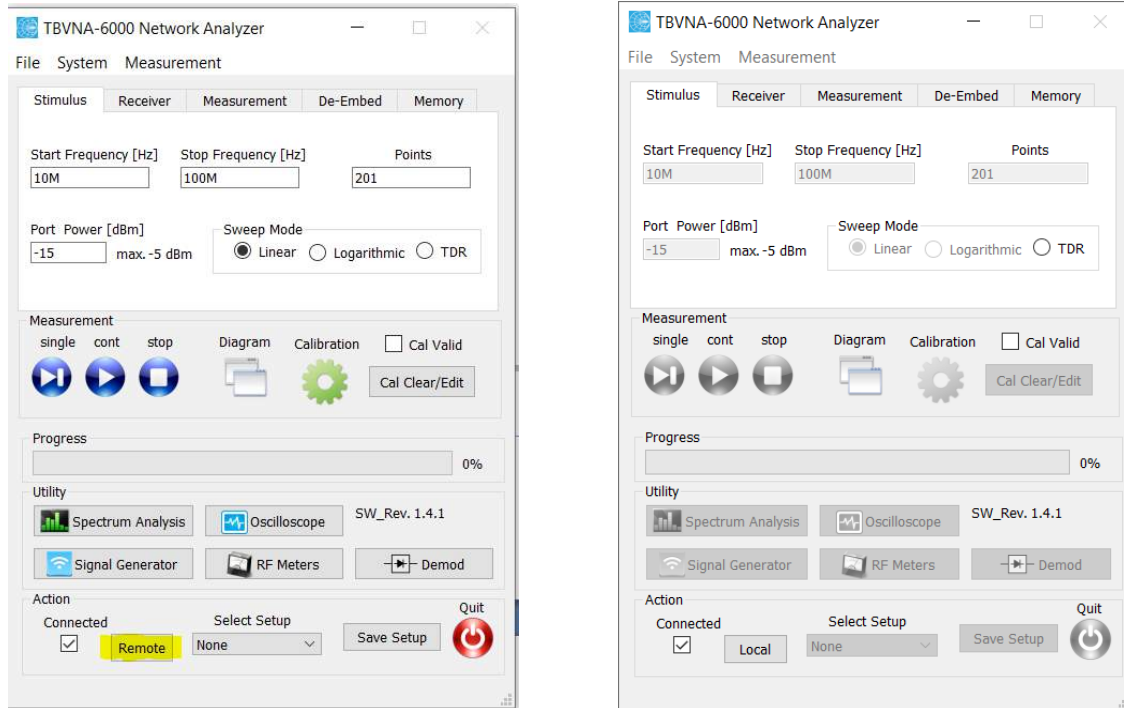 TBVNA-6000 Network Analyzer
File System Measurement
Stimulus Receiver Measurement De-Embed Memory
Start Frequency [Hz] Stop Frequency [Hz] Points
10M 100M 201
Port Power [dBm] Sweep Mode
-15 max. -5 dBm Linear Logarithmic TDR
Measurement
single cont stop Diagram Calibration Cal Valid
Cal Clear/Edit
Progress
0%
Utility
Spectrum Analysis Oscilloscope SW_Rev. 1.4.1
Signal Generator RF Meters Demod
Action
Connected Select Setup Quit
Remote None Save Setup
TBVNA-6000 Network Analyzer
File System Measurement
Stimulus Receiver Measurement De-Embed Memory
Start Frequency [Hz] Stop Frequency [Hz] Points
10M 100M 201
Port Power [dBm] Sweep Mode
-15 max. -5 dBm Linear Logarithmic TDR
Measurement
single cont stop Diagram Calibration Cal Valid
Cal Clear/Edit
Progress
0%
Utility
Spectrum Analysis Oscilloscope SW_Rev. 1.4.1
Signal Generator RF Meters Demod
Action
Connected Select Setup Quit
Local None Save Setup